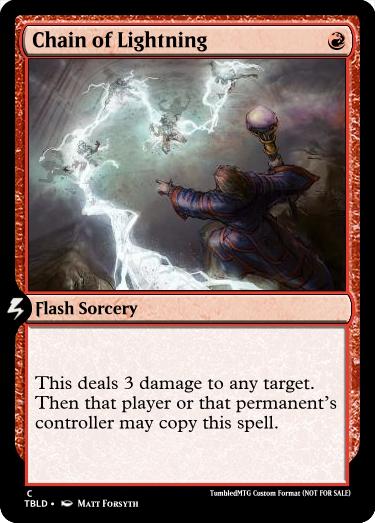 Chain of Lightning
Flash Sorcery
This deals 3 damage to any target.
Then that player or that permanent's
controller may copy this spell.
C
TBLD • Matt Forsyth
TumbledMTG Custom Format (NOT FOR SALE)